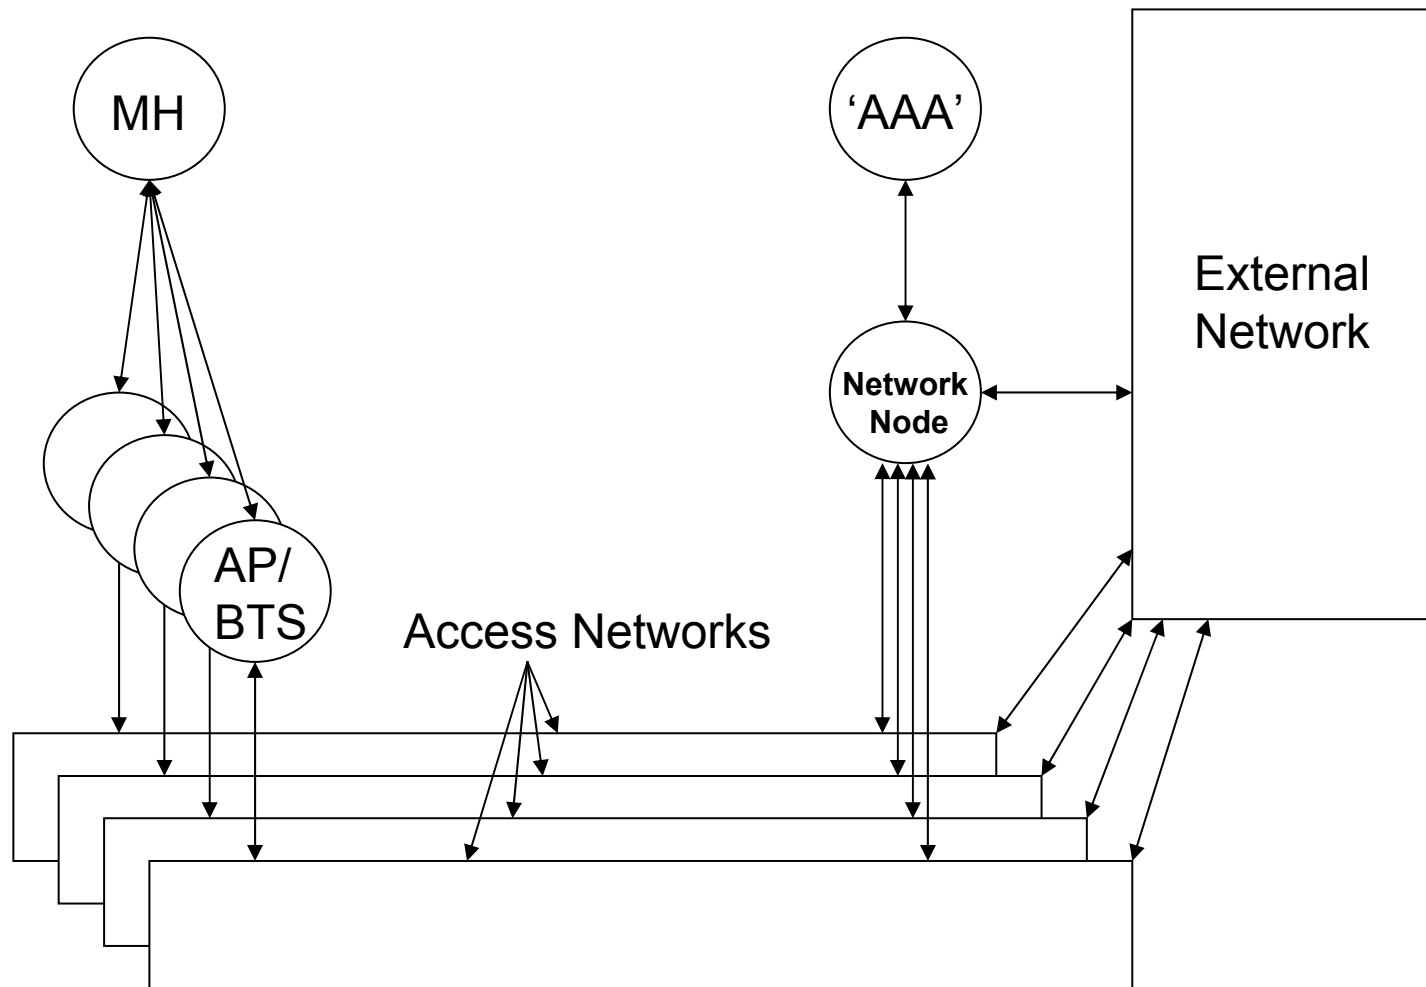 MH
‘AAA’
External
Network
Network
Node
AP/
BTS
Access Networks